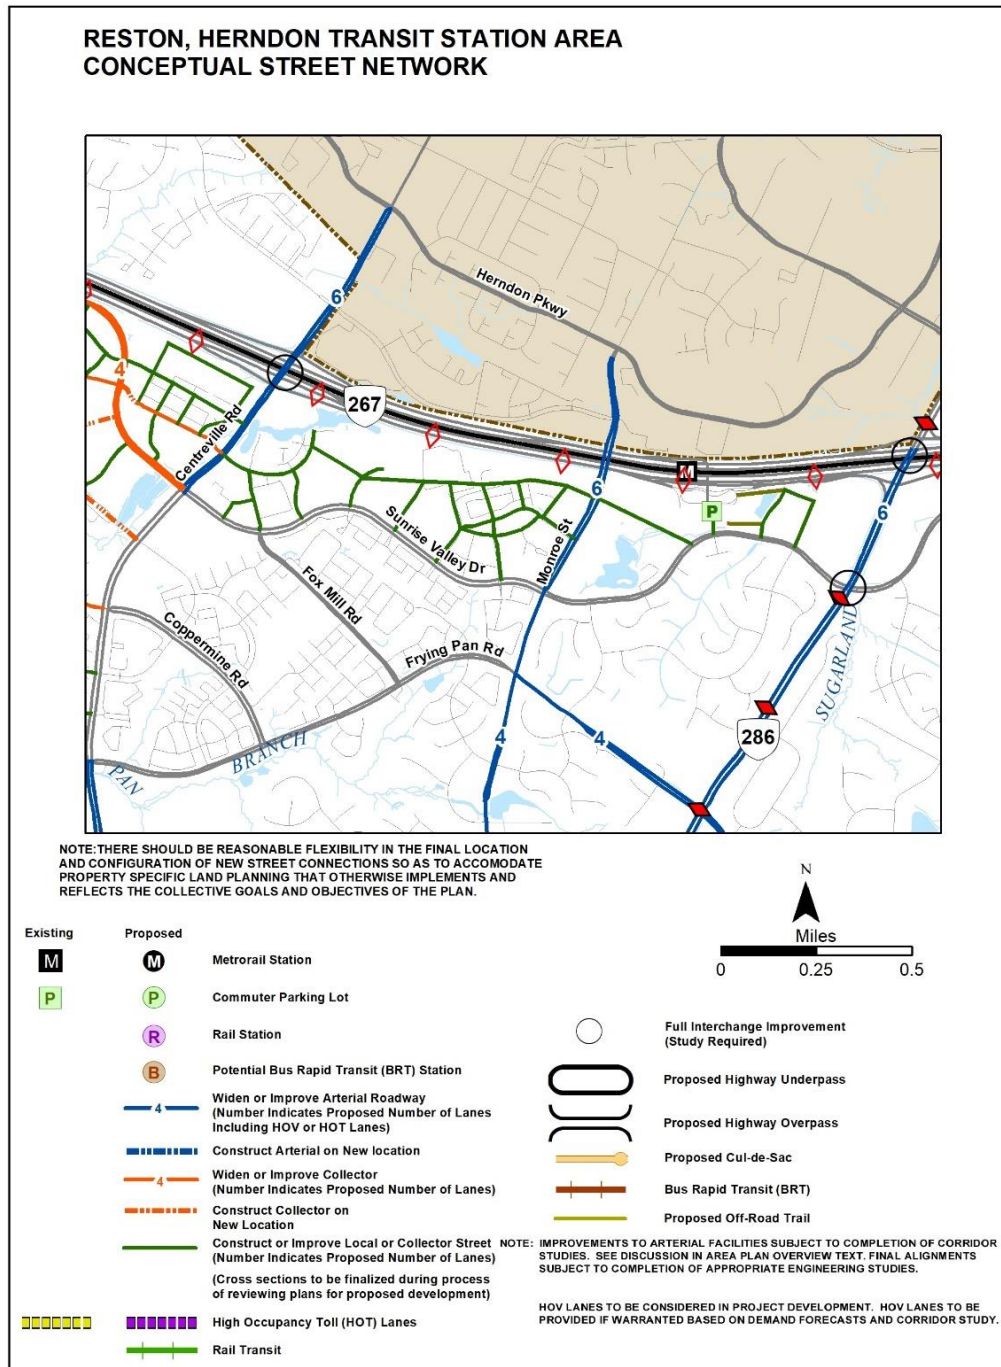 RESTON, HERNDON TRANSIT STATION AREA
CONCEPTUAL STREET NETWORK
6
Herndon Pkwy
4
267
Centreville Rd
M
6
6
P
Sunrise Valley Dr
Monroe St
Fox Mill Rd
Coppermine Rd
Frying Pan Rd
SUGARLAND
4
4
286
BRANCH
PAN
NOTE:THERE SHOULD BE REASONABLE FLEXIBILITY IN THE FINAL LOCATION
AND CONFIGURATION OF NEW STREET CONNECTIONS SO AS TO ACCOMODATE
PROPERTY SPECIFIC LAND PLANNING THAT OTHERWISE IMPLEMENTS AND
REFLECTS THE COLLECTIVE GOALS AND OBJECTIVES OF THE PLAN.
N
Miles
0 0.25 0.5
Existing Proposed
M M Metrorail Station
P P Commuter Parking Lot
R Rail Station
B Potential Bus Rapid Transit (BRT) Station
4 Widen or Improve Arterial Roadway
(Number Indicates Proposed Number of Lanes
Including HOV or HOT Lanes)
Construct Arterial on New location
4 Widen or Improve Collector
(Number Indicates Proposed Number of Lanes)
Construct Collector on
New Location
Construct or Improve Local or Collector Street
(Number Indicates Proposed Number of Lanes)
(Cross sections to be finalized during process
of reviewing plans for proposed development)
High Occupancy Toll (HOT) Lanes
Rail Transit
Full Interchange Improvement
(Study Required)
Proposed Highway Underpass
Proposed Highway Overpass
Proposed Cul-de-Sac
Bus Rapid Transit (BRT)
Proposed Off-Road Trail
NOTE: IMPROVEMENTS TO ARTERIAL FACILITIES SUBJECT TO COMPLETION OF CORRIDOR
STUDIES. SEE DISCUSSION IN AREA PLAN OVERVIEW TEXT. FINAL ALIGNMENTS
SUBJECT TO COMPLETION OF APPROPRIATE ENGINEERING STUDIES.
HOV LANES TO BE CONSIDERED IN PROJECT DEVELOPMENT. HOV LANES TO BE
PROVIDED IF WARRANTED BASED ON DEMAND FORECASTS AND CORRIDOR STUDY.